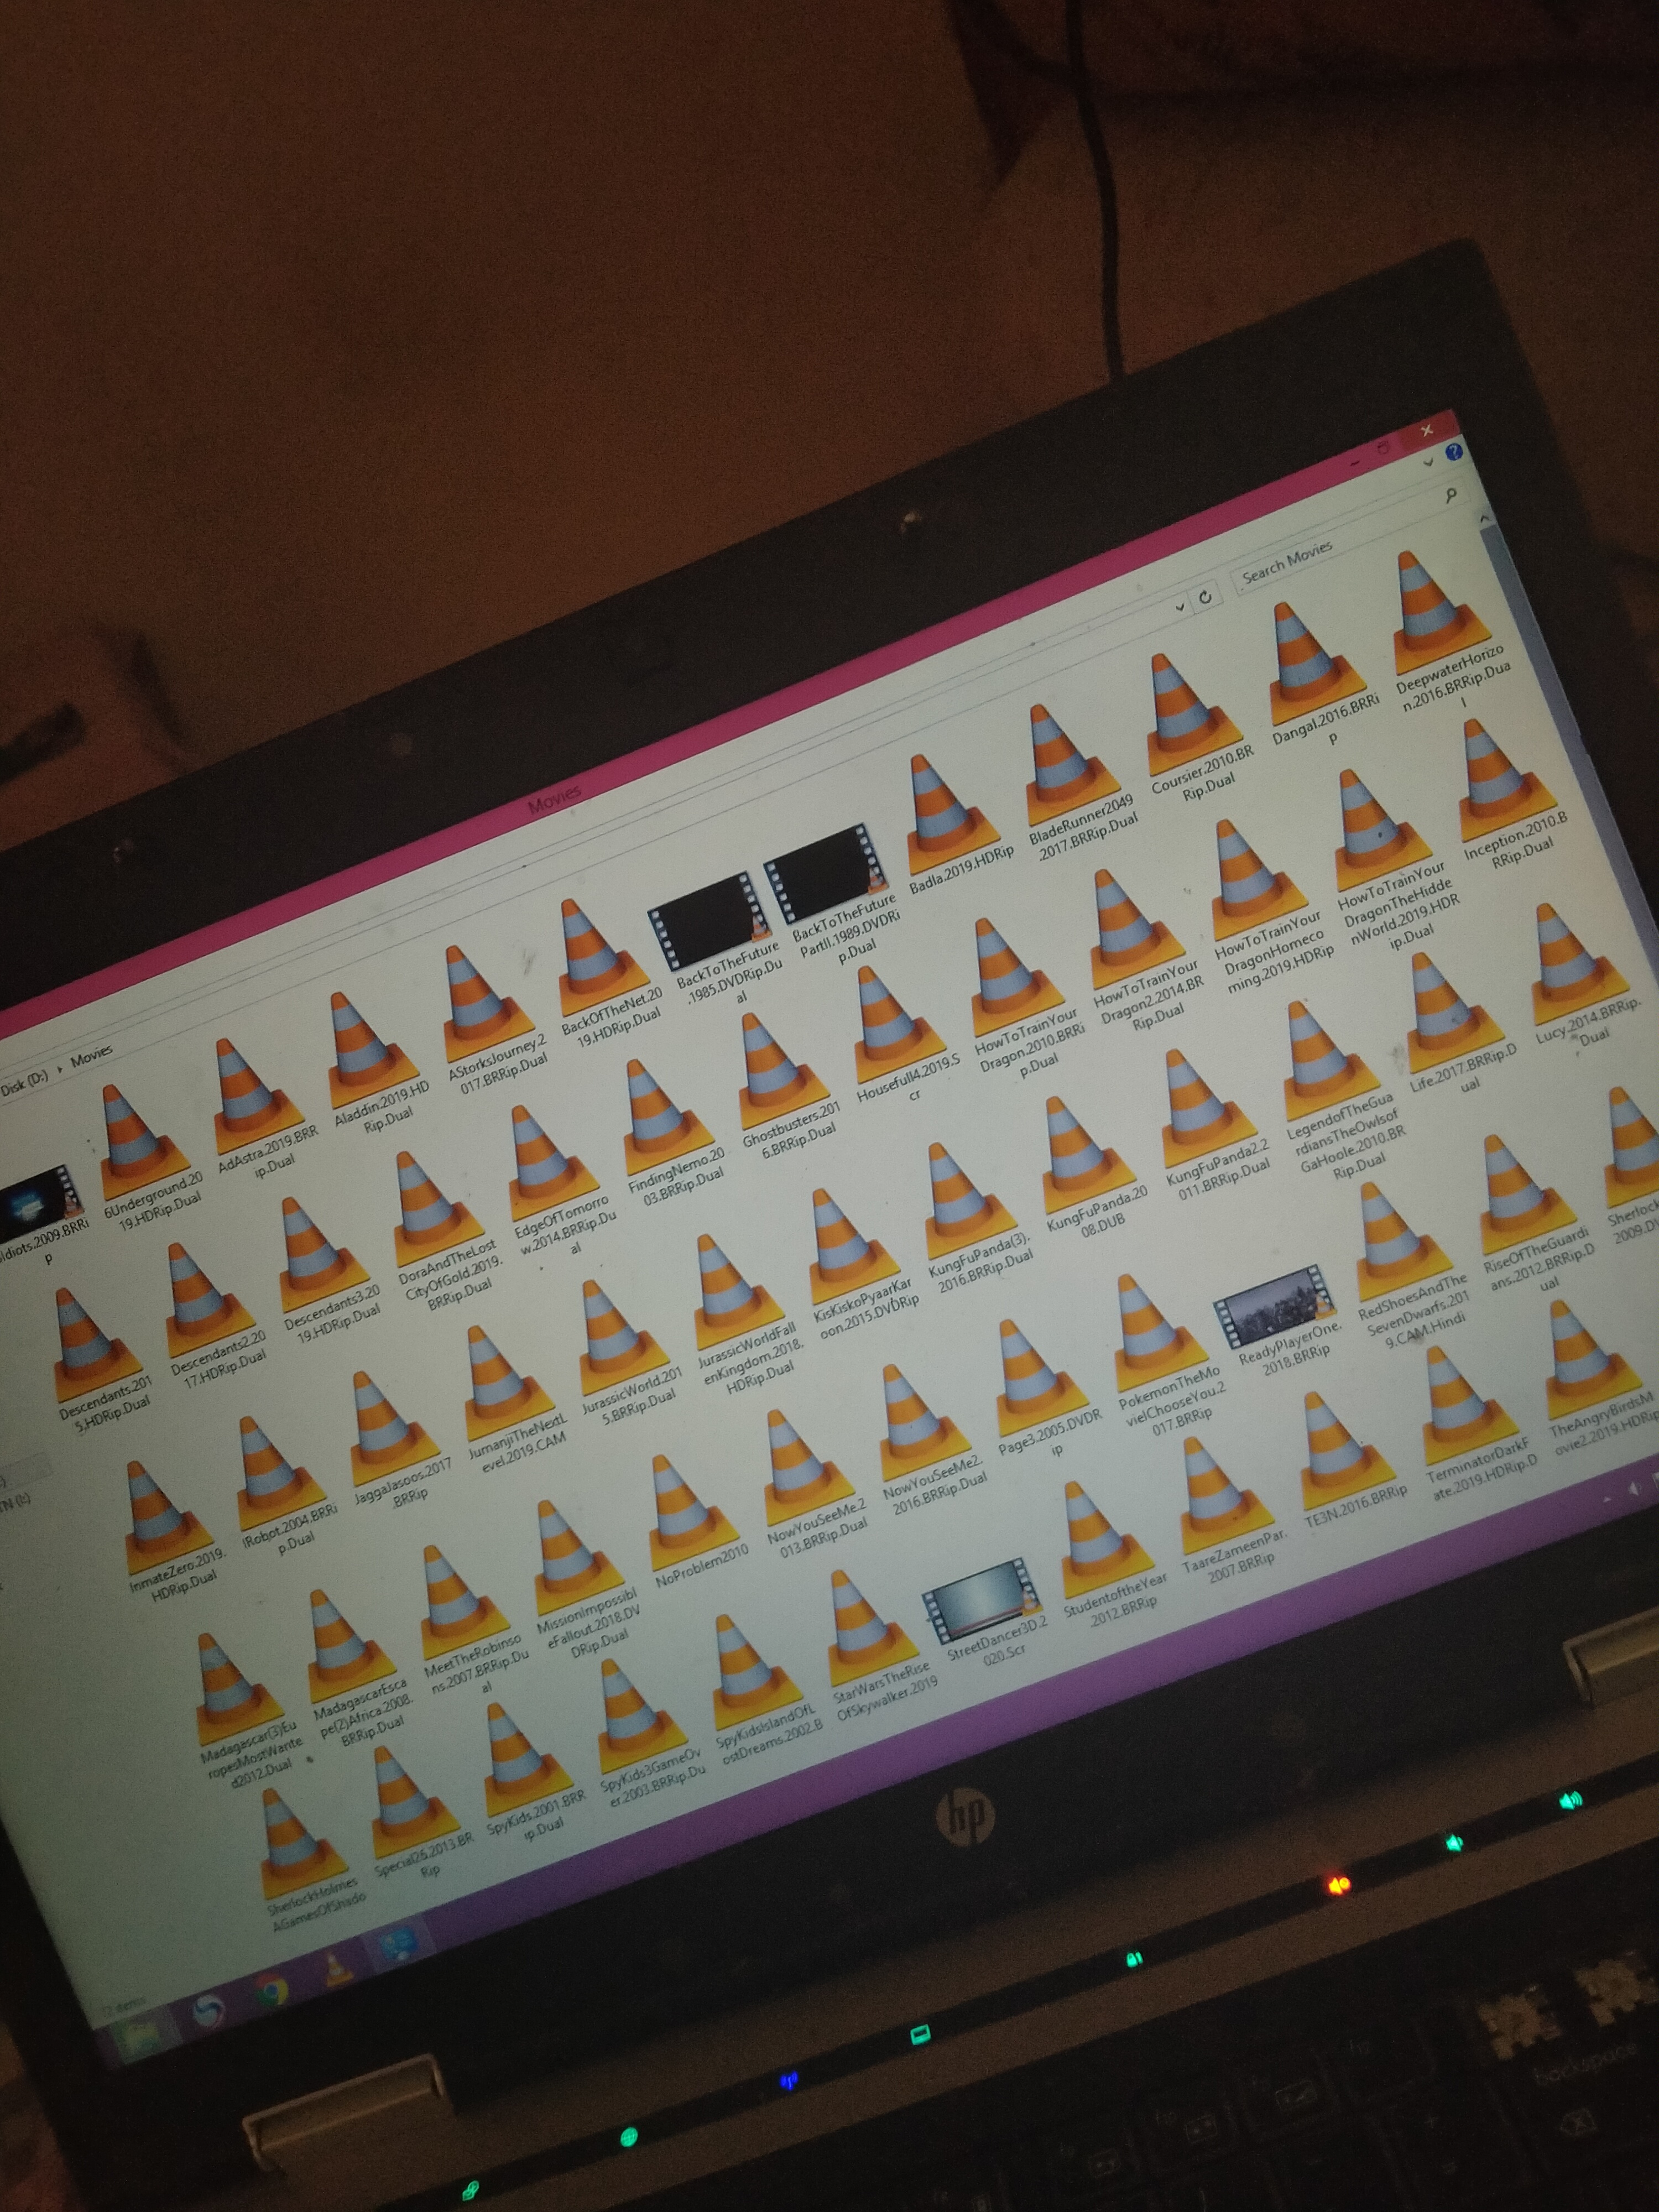 Movies
Search Movies
Disk (D:) ▸ Movies
Idiots.2009.BRRi
p
6Underground.20
19.HDRip.Dual
AdAstra.2019.BRR
ip.Dual
Aladdin.2019.HD
Rip.Dual
AStorksJourney.2
017.BRRip.Dual
BackOfTheNet.20
19.HDRip.Dual
BackToTheFuture
.1985.DVDRip.Du
al
BackToTheFuture
PartII.1989.DVDRi
p.Dual
Badla.2019.HDRip
BladeRunner2049
.2017.BRRip.Dual
Coursier.2010.BR
Rip.Dual
Dangal.2016.BRRi
p
DeepwaterHorizo
n.2016.BRRip.Dua
l
Descendants.201
5.HDRip.Dual
Descendants2.20
17.HDRip.Dual
Descendants3.20
19.HDRip.Dual
DoraAndTheLost
CityOfGold.2019.
BRRip.Dual
EdgeOfTomorro
w.2014.BRRip.Du
al
FindingNemo.20
03.BRRip.Dual
Ghostbusters.201
6.BRRip.Dual
Housefull4.2019.S
cr
HowToTrainYour
Dragon.2010.BRRi
p.Dual
HowToTrainYour
Dragon2.2014.BR
Rip.Dual
HowToTrainYour
DragonHomeco
ming.2019.HDRip
HowToTrainYour
DragonTheHidde
nWorld.2019.HDR
ip.Dual
Inception.2010.B
RRip.Dual
InmateZero.2019.
HDRip.Dual
IRobot.2004.BRRi
p.Dual
JaggaJasoos.2017
.BRRip
JumanjiTheNextL
evel.2019.CAM
JurassicWorld.201
5.BRRip.Dual
JurassicWorldFall
enKingdom.2018.
HDRip.Dual
KisKiskoPyaarKar
oon.2015.DVDRip
KungFuPanda(3).
2016.BRRip.Dual
KungFuPanda.20
08.DUB
KungFuPanda2.2
011.BRRip.Dual
LegendofTheGua
rdiansTheOwlsof
GaHoole.2010.BR
Rip.Dual
Life.2017.BRRip.D
ual
Lucy.2014.BRRip.
Dual
Madagascar(3)Eu
ropesMostWante
d2012.Dual
MadagascarEsca
pe(2)Africa.2008.
BRRip.Dual
MeetTheRobinso
ns.2007.BRRip.Du
al
MissionImpossibl
eFallout.2018.DV
DRip.Dual
NoProblem2010
NowYouSeeMe.2
013.BRRip.Dual
NowYouSeeMe2.
2016.BRRip.Dual
Page3.2005.DVDR
ip
PokemonTheMo
vieIChooseYou.2
017.BRRip
ReadyPlayerOne.
2018.BRRip
RedShoesAndThe
SevenDwarfs.201
9.CAM.Hindi
RiseOfTheGuardi
ans.2012.BRRip.D
ual
Sherlock
2009.DV
SherlockHolmes
AGamesOfShado
Special26.2013.BR
Rip
SpyKids.2001.BRR
ip.Dual
SpyKids3GameOv
er.2003.BRRip.Du
SpyKidsIslandOfL
ostDreams.2002.B
StarWarsTheRise
OfSkywalker.2019
StreetDancer3D.2
020.Scr
StudentoftheYear
.2012.BRRip
TaareZameenPar.
2007.BRRip
TE3N.2016.BRRip
TerminatorDarkF
ate.2019.HDRip.D
TheAngryBirdsM
ovie2.2019.HDRip
items
hp
backspace